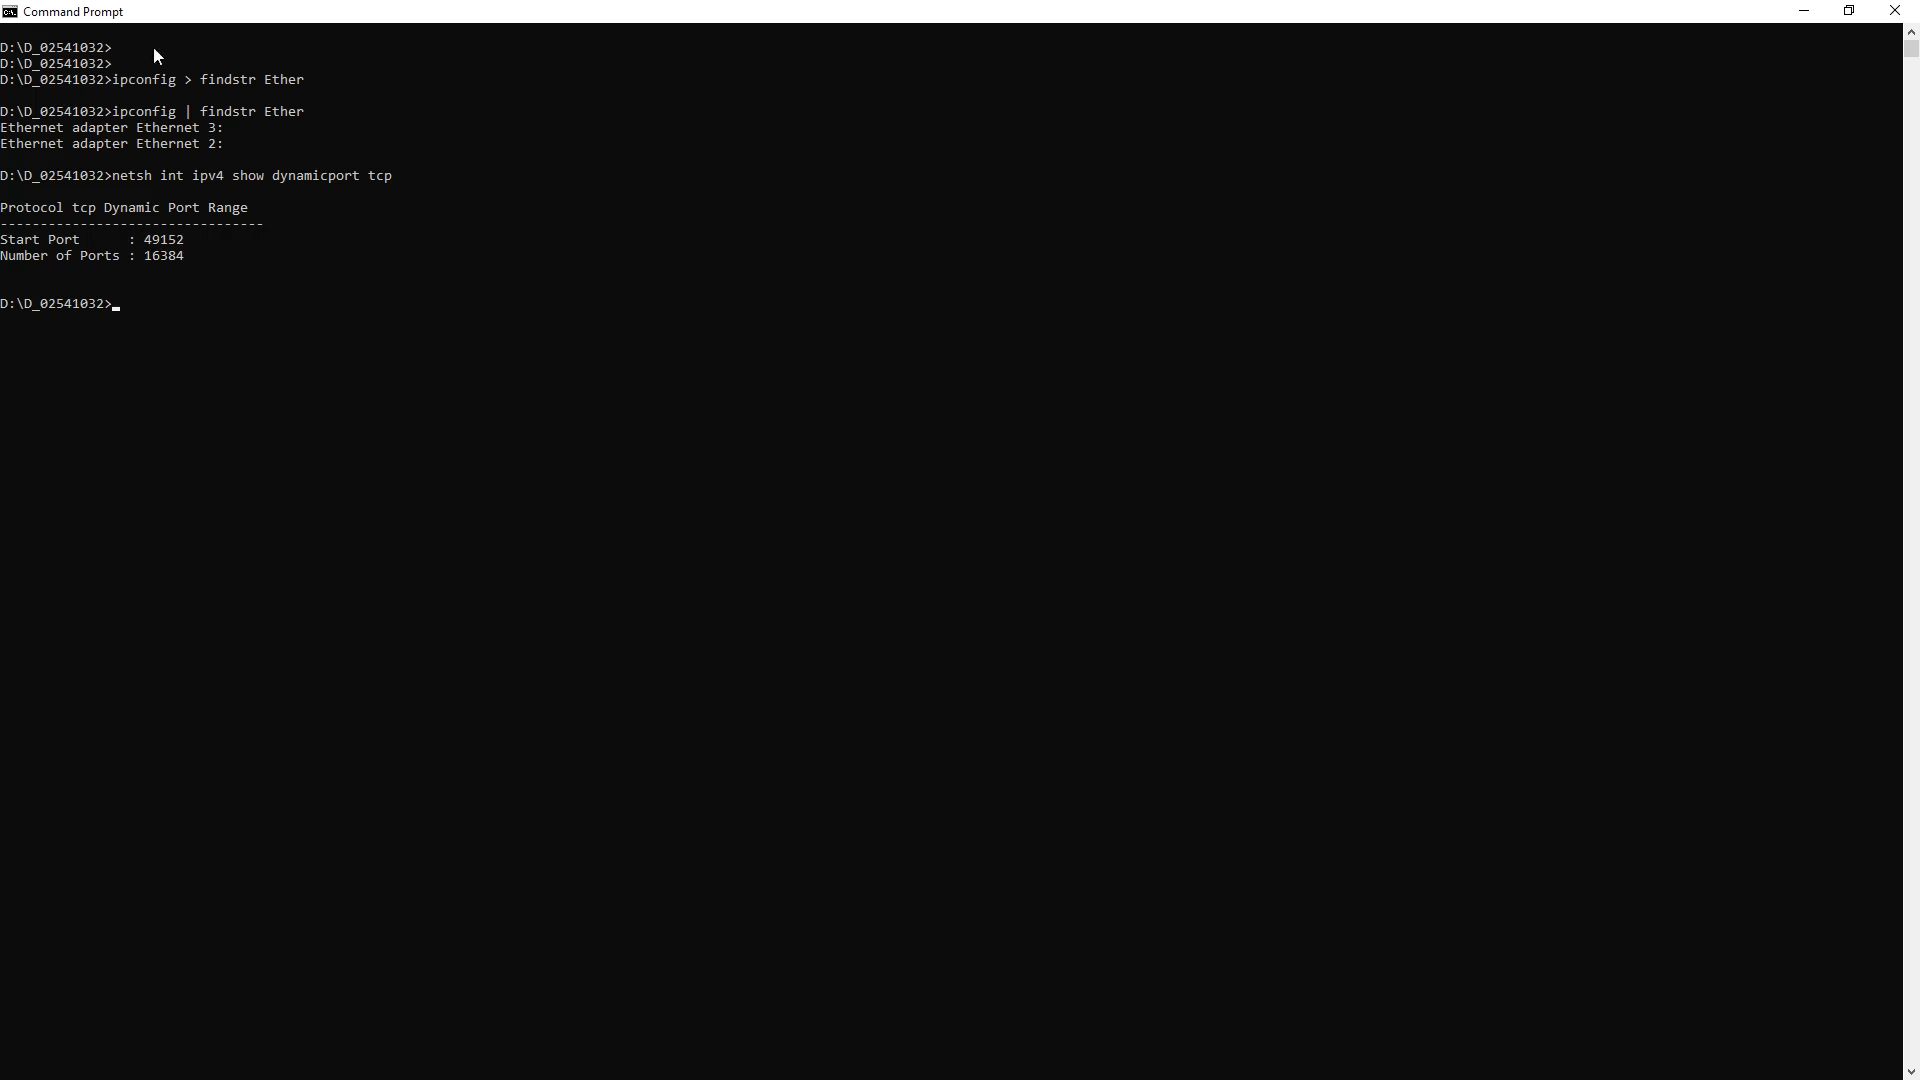 Command Prompt
D:\D_02541032>
D:\D_02541032>
D:\D_02541032>ipconfig > findstr Ether
D:\D_02541032>ipconfig | findstr Ether
Ethernet adapter Ethernet 3:
Ethernet adapter Ethernet 2:
D:\D_02541032>netsh int ipv4 show dynamicport tcp
Protocol tcp Dynamic Port Range
---------------------------------
Start Port      : 49152
Number of Ports : 16384
D:\D_02541032>